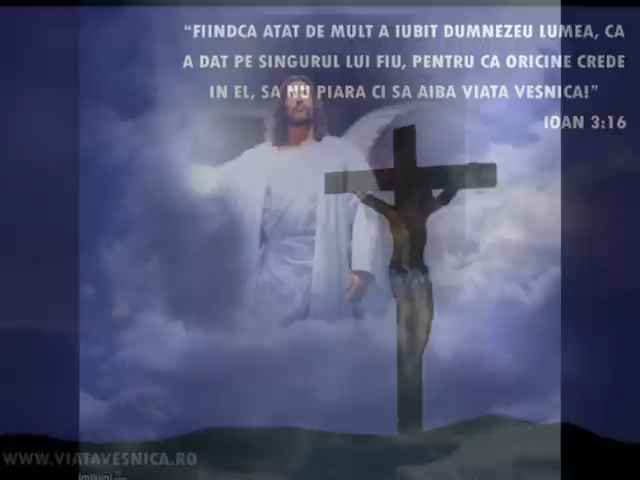 “FIINDCA ATAT DE MULT A IUBIT DUMNEZEU LUMEA, CA
A DAT PE SINGURUL LUI FIU, PENTRU CA ORICINE CREDE
IN EL, SA NU PIARA CI SA AIBA VIATA VESNICA!”
IOAN 3:16
WWW.VIATAVESNICA.RO